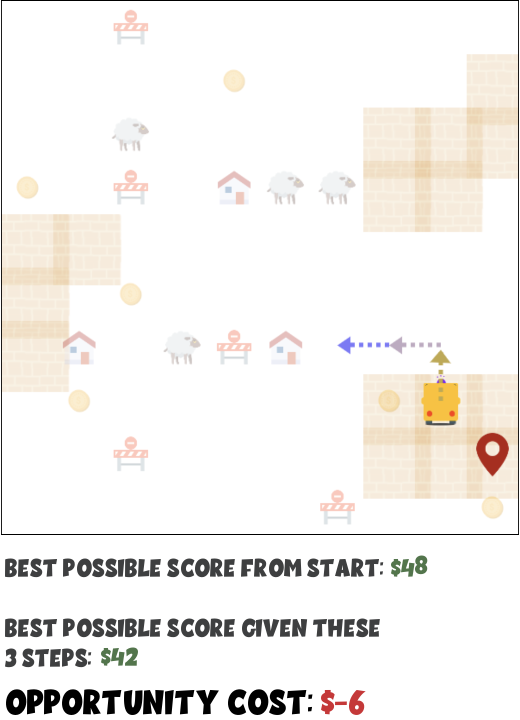 BEST POSSIBLE SCORE FROM START: $48
BEST POSSIBLE SCORE GIVEN THESE
3 STEPS: $42
OPPORTUNITY COST: $-6